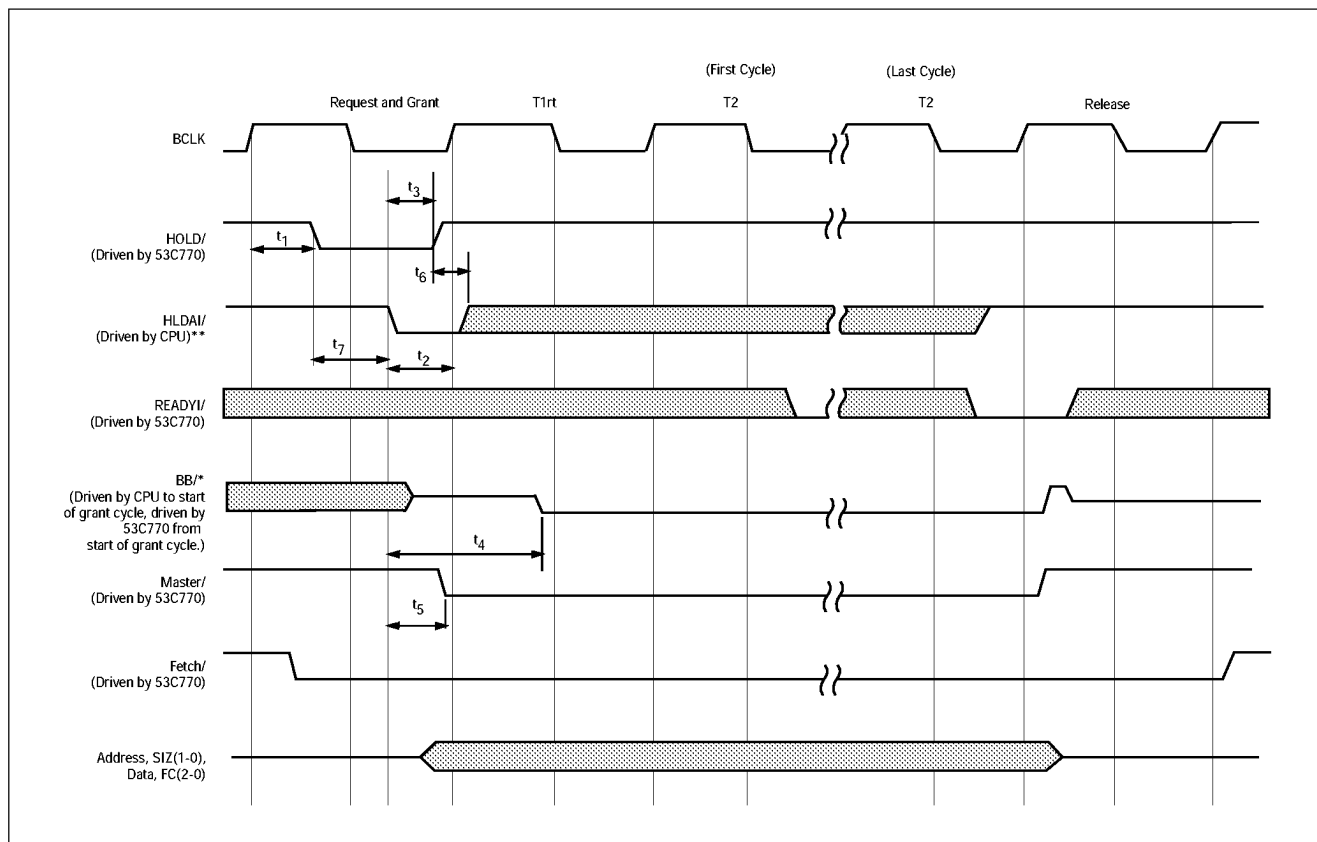 (First Cycle)
(Last Cycle)
Request and Grant
T1rt
T2
T2
Release
BCLK
t3
HOLD/
(Driven by 53C770)
t1
t6
HLDAI/
(Driven by CPU)**
t7
t2
READYI/
(Driven by 53C770)
BB/*
(Driven by CPU to start
of grant cycle, driven by
53C770 from
start of grant cycle.)
t4
Master/
(Driven by 53C770)
t5
Fetch/
(Driven by 53C770)
Address, SIZ(1-0),
Data, FC(2-0)